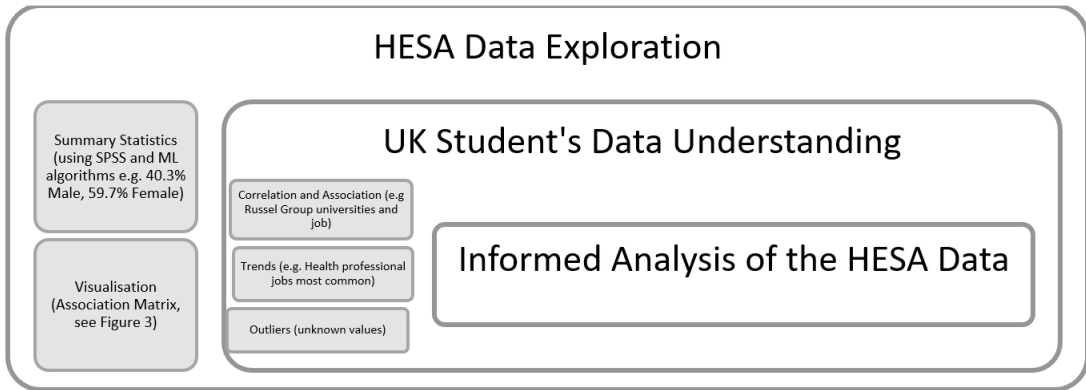 HESA Data Exploration
Summary Statistics
(using SPSS and ML
algorithms e.g. 40.3%
Male, 59.7% Female)
Visualisation
(Association Matrix,
see Figure 3)
UK Student's Data Understanding
Correlation and Association (e.g
Russel Group universities and
job)
Trends (e.g. Health professional
jobs most common)
Outliers (unknown values)
Informed Analysis of the HESA Data